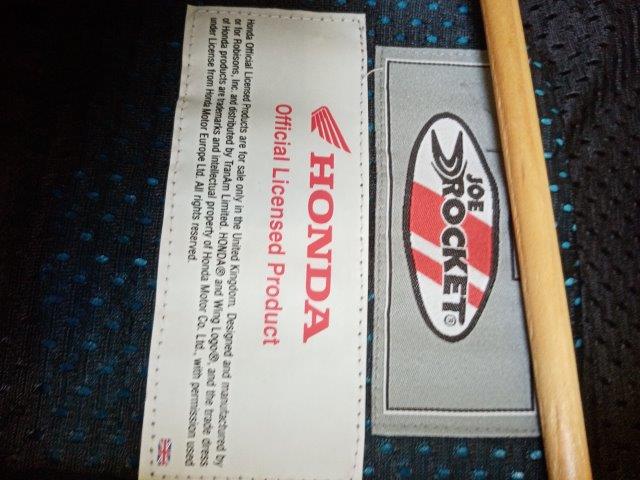 HONDA
Official Licensed Product
Honda Official Licensed Products are for sale only in the United Kingdom. Designed and manufactured by
or for Robisons, Inc. and distributed by TranAm Limited. HONDA® and Wing Logo®, and the trade dress
of Honda products are trademarks and intellectual property of Honda Motor Co. Ltd., with permission used
under License from Honda Motor Europe Ltd. All rights reserved.
JOE
ROCKET®